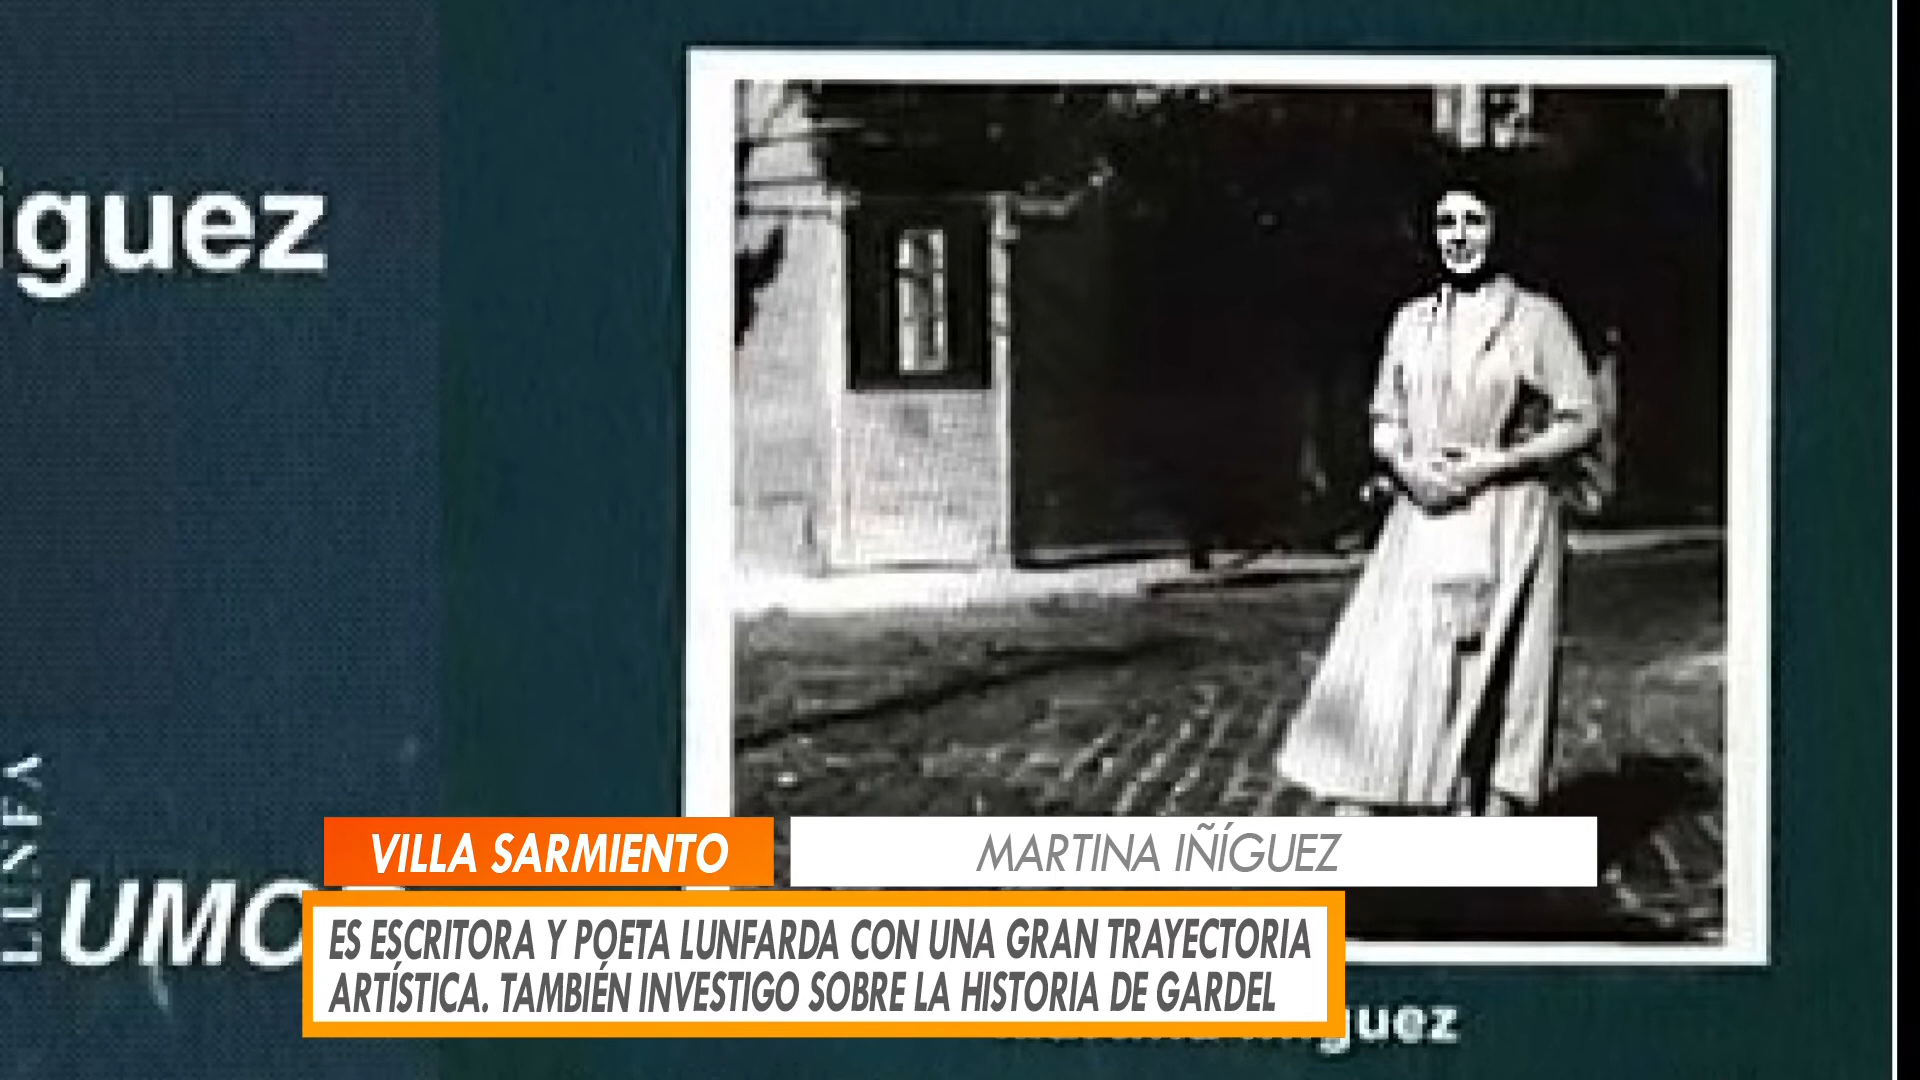 iguez
LUNFA
UMO
VILLA SARMIENTO
MARTINA IÑÍGUEZ
ES ESCRITORA Y POETA LUNFARDA CON UNA GRAN TRAYECTORIA
ARTÍSTICA. TAMBIÉN INVESTIGO SOBRE LA HISTORIA DE GARDEL
guez